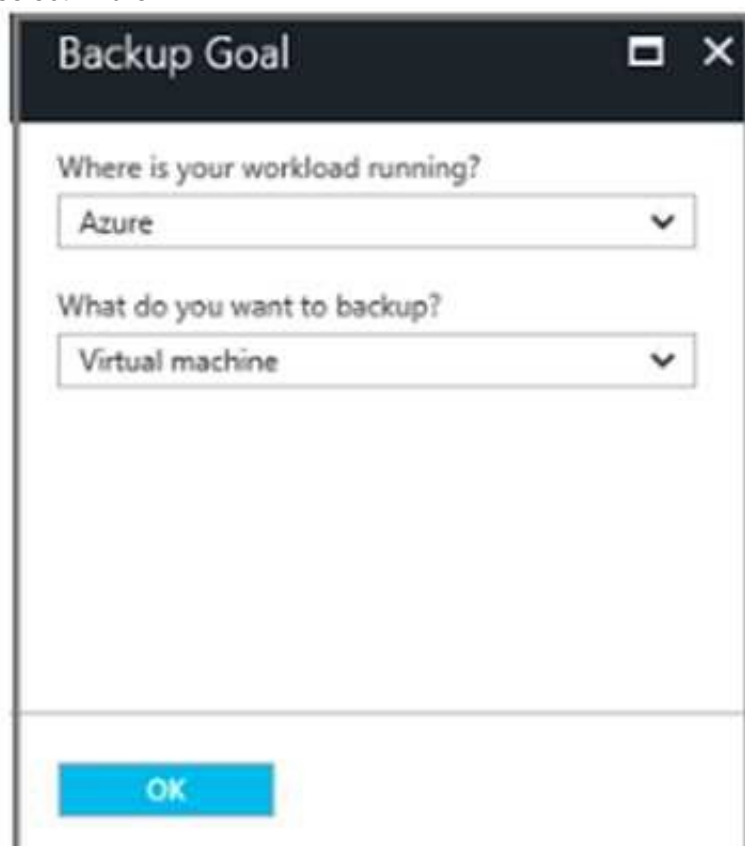 Backup Goal
Where is your workload running?
Azure
What do you want to backup?
Virtual machine
OK